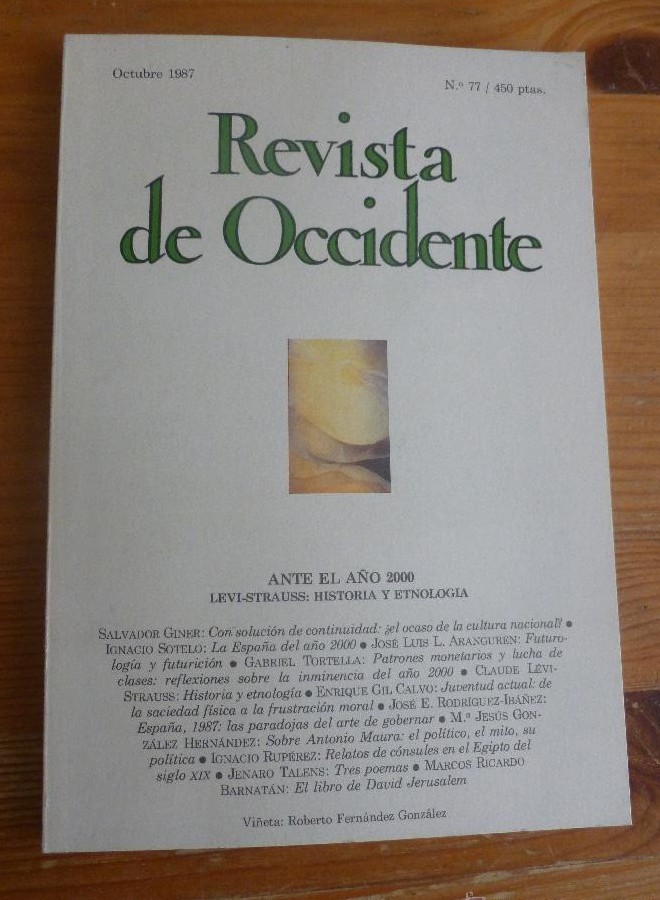 Octubre 1987
N.º 77 / 450 ptas.
Revista
de Occidente
ANTE EL AÑO 2000
LEVI-STRAUSS: HISTORIA Y ETNOLOGIA
SALVADOR GINER: Con solución de continuidad: ¿el ocaso de la cultura nacional? ●
IGNACIO SOTELO: La España del año 2000 ● JOSÉ LUIS L. ARANGUREN: Futuro-
logía y futurición ● GABRIEL TORTELLA: Patrones monetarios y lucha de
clases: reflexiones sobre la inminencia del año 2000 ● CLAUDE LÉVI-
STRAUSS: Historia y etnología ● ENRIQUE GIL CALVO: Juventud actual: de
la saciedad física a la frustración moral ● JOSÉ E. RODRIGUEZ-IBÁÑEZ:
España, 1987: las paradojas del arte de gobernar ● M.ª JESÚS GON-
ZÁLEZ HERNÁNDEZ: Sobre Antonio Maura: el político, el mito, su
política ● IGNACIO RUPÉREZ: Relatos de cónsules en el Egipto del
siglo XIX ● JENARO TALENS: Tres poemas ● MARCOS RICARDO
BARNATÁN: El libro de David Jerusalem
Viñeta: Roberto Fernández González